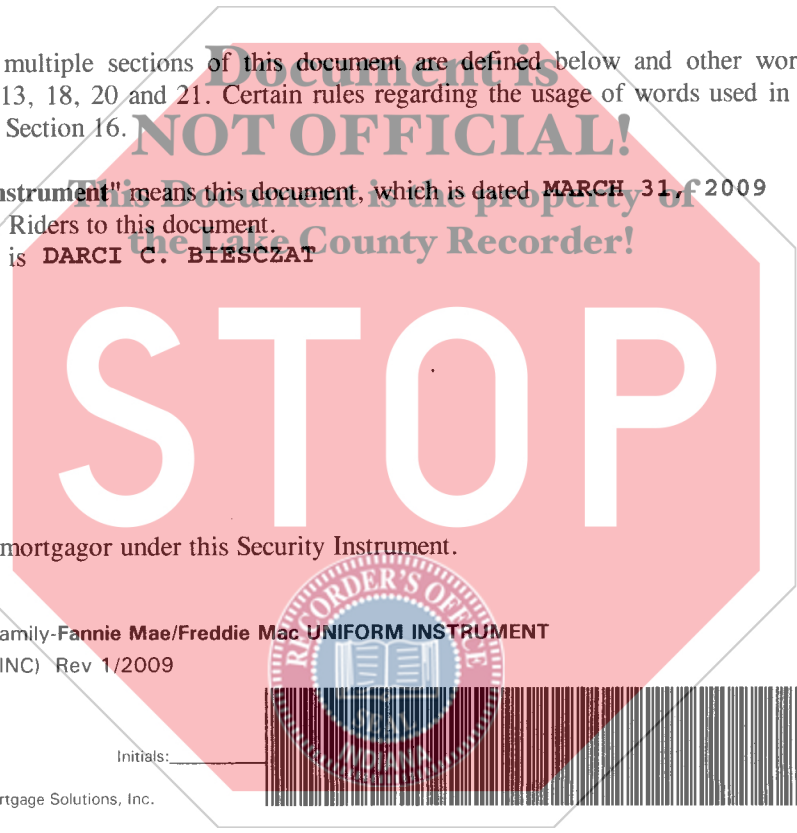 Document is
multiple sections of this document are defined below and other wor
13, 18, 20 and 21. Certain rules regarding the usage of words used in
Section 16.
NOT OFFICIAL!
nstrument" means this document, which is dated MARCH 31, 2009
This Document is the property of
Riders to this document.
the Lake County Recorder!
is DARCI C. BIESCZAT
STOP
mortgagor under this Security Instrument.
RECORDER'S OFFICE
SEAL
INDIANA
amily-Fannie Mae/Freddie Mac UNIFORM INSTRUMENT
INC) Rev 1/2009
Initials:
rtgage Solutions, Inc.